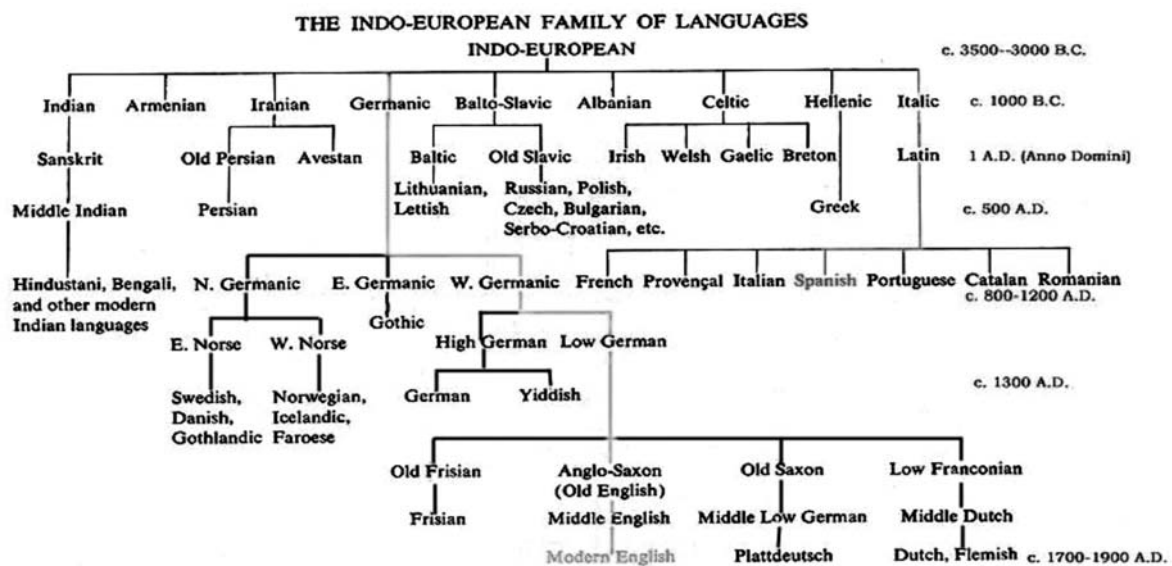 THE INDO-EUROPEAN FAMILY OF LANGUAGES
INDO-EUROPEAN
c. 3500--3000 B.C.
Indian Armenian Iranian Germanic Balto-Slavic Albanian Celtic Hellenic Italic c. 1000 B.C.
Sanskrit Old Persian Avestan Baltic Old Slavic Irish Welsh Gaelic Breton Latin 1 A.D. (Anno Domini)
Middle Indian Persian
Lithuanian,
Lettish
Russian, Polish,
Czech, Bulgarian,
Serbo-Croatian, etc.
Greek c. 500 A.D.
Hindustani, Bengali,
and other modern
Indian languages
N. Germanic E. Germanic W. Germanic French Provençal Italian Spanish Portuguese Catalan Romanian
c. 800-1200 A.D.
Gothic
E. Norse W. Norse High German Low German
c. 1300 A.D.
Swedish,
Danish,
Gothlandic
Norwegian,
Icelandic,
Faroese
German Yiddish
Old Frisian Anglo-Saxon Old Saxon Low Franconian
(Old English)
Frisian Middle English Middle Low German Middle Dutch
Modern English Plattdeutsch Dutch, Flemish c. 1700-1900 A.D.